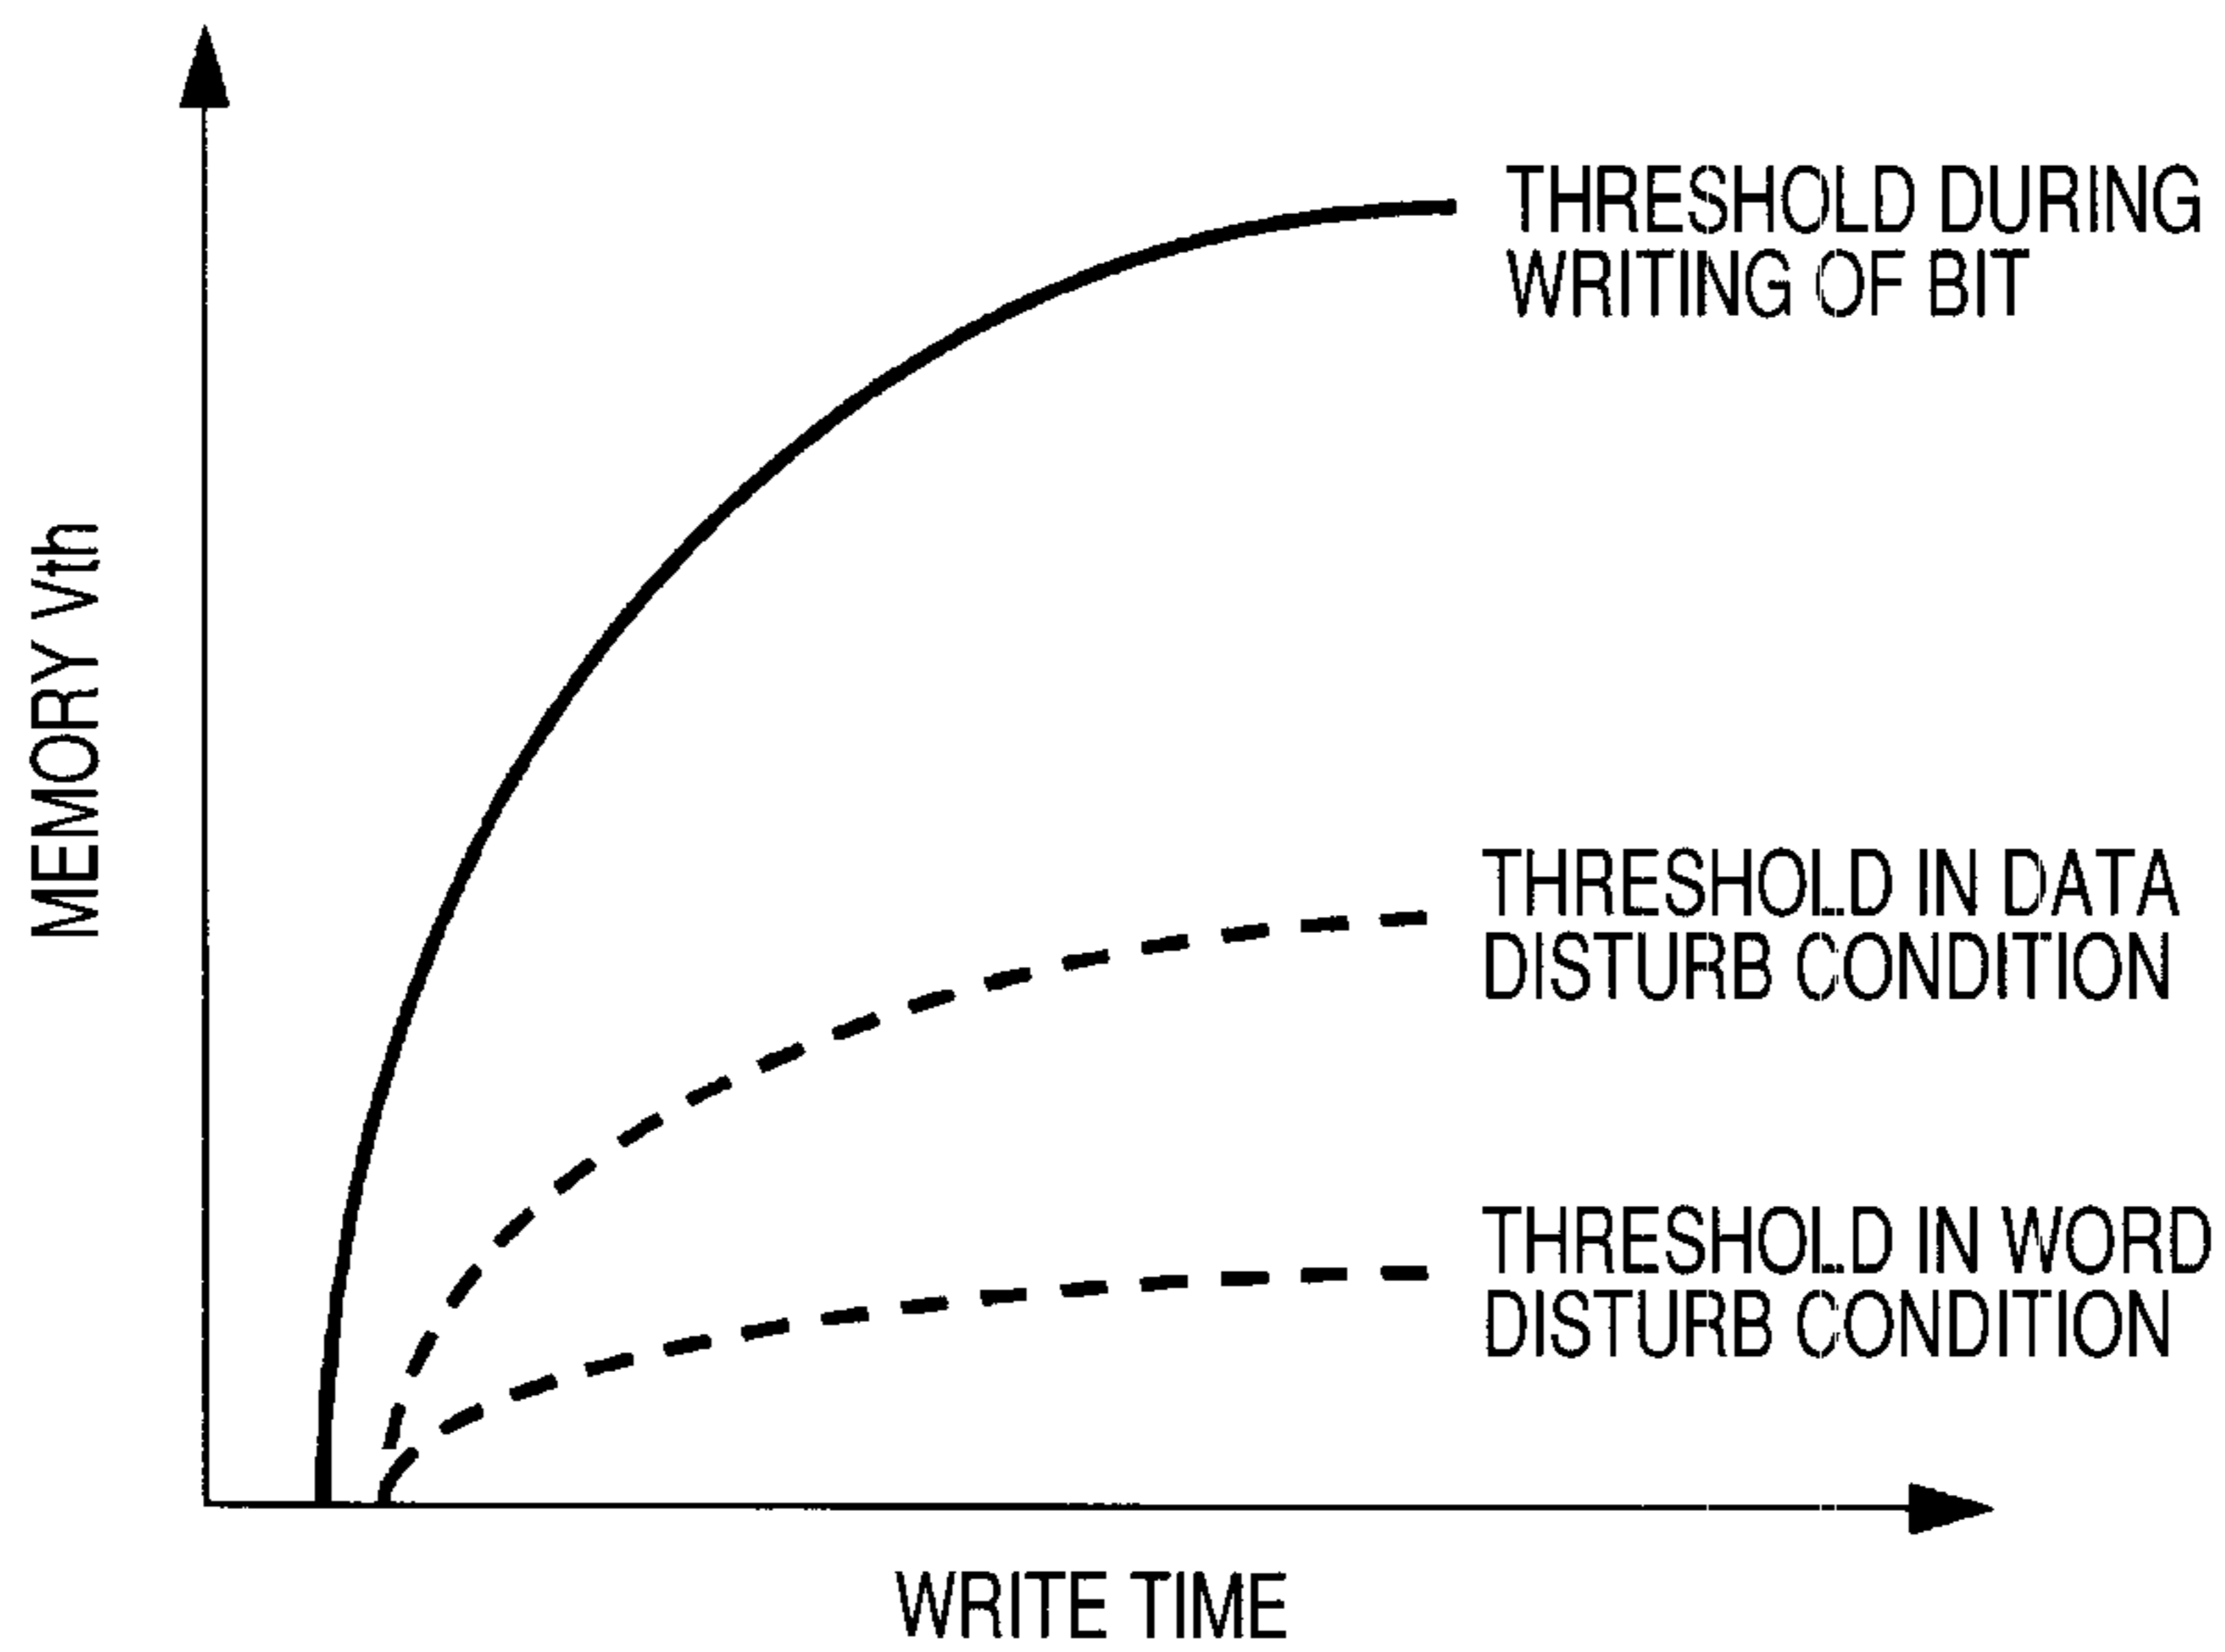 THRESHOLD DURING
WRITING OF BIT
MEMORY Vth
THRESHOLD IN DATA
DISTURB CONDITION
THRESHOLD IN WORD
DISTURB CONDITION
WRITE TIME